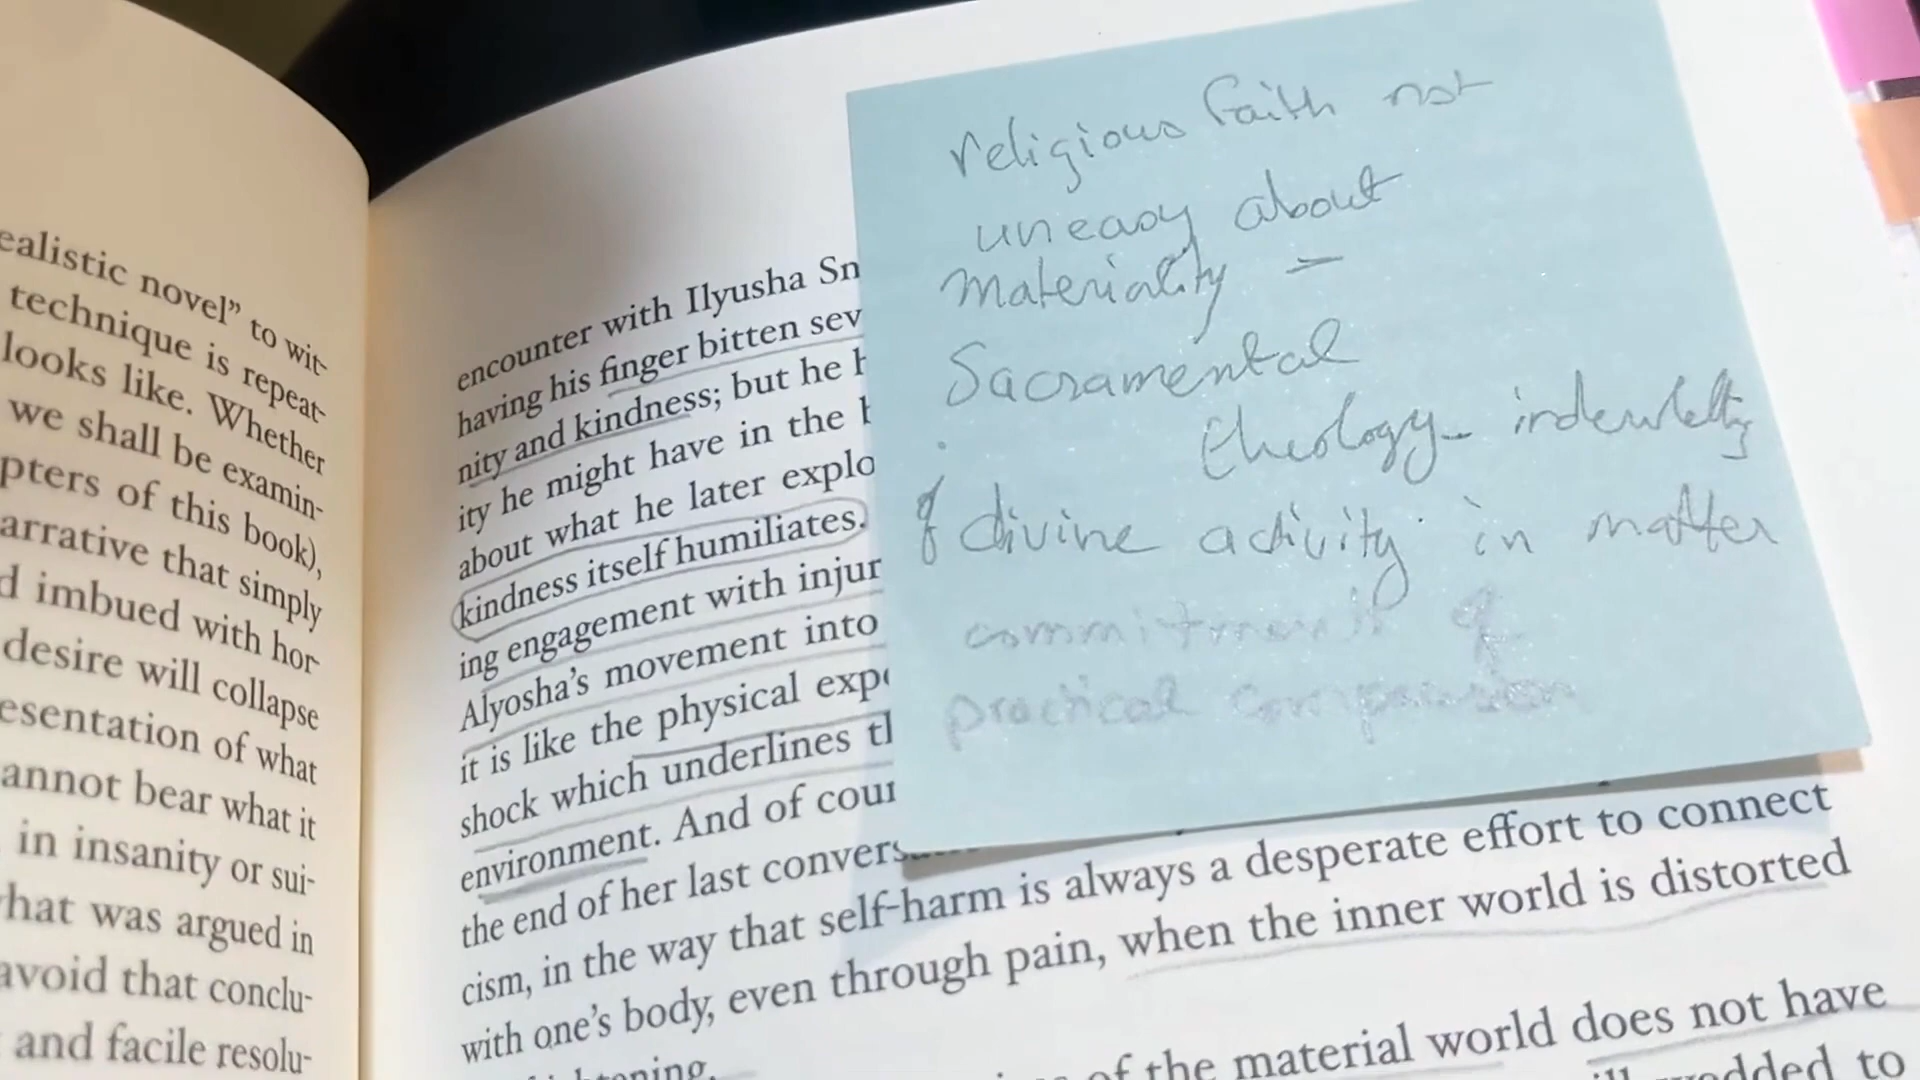 ealistic novel” to wit-
technique is repeat-
looks like. Whether
we shall be examin-
pters of this book),
arrative that simply
d imbued with hor-
desire will collapse
esentation of what
annot bear what it
in insanity or sui-
hat was argued in
avoid that conclu-
and facile resolu-
encounter with Ilyusha Sn
having his finger bitten sev
nity and kindness; but he h
ity he might have in the
about what he later explo
kindness itself humiliates.
ing engagement with injur
Alyosha’s movement into
it is like the physical expe
shock which underlines th
environment. And of cour
the end of her last convers
cism, in the way that self-harm is always a desperate effort to connect
with one’s body, even through pain, when the inner world is distorted
of the material world does not have
to
religious faith not
uneasy about
materiality –
Sacramental
theology –
of divine activity in matter
commitment of
practical compassion